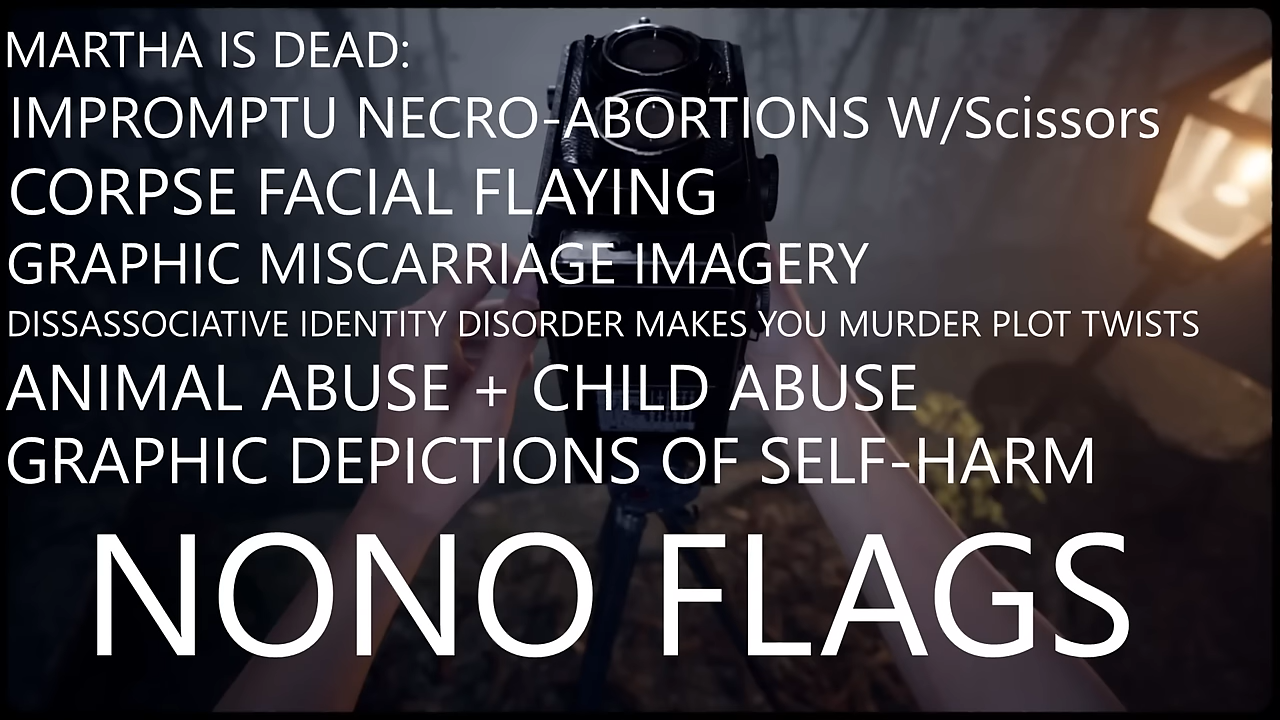 MARTHA IS DEAD:
IMPROMPTU NECRO-ABORTIONS W/Scissors
CORPSE FACIAL FLAYING
GRAPHIC MISCARRIAGE IMAGERY
DISSASSOCIATIVE IDENTITY DISORDER MAKES YOU MURDER PLOT TWISTS
ANIMAL ABUSE + CHILD ABUSE
GRAPHIC DEPICTIONS OF SELF-HARM
NONO FLAGS